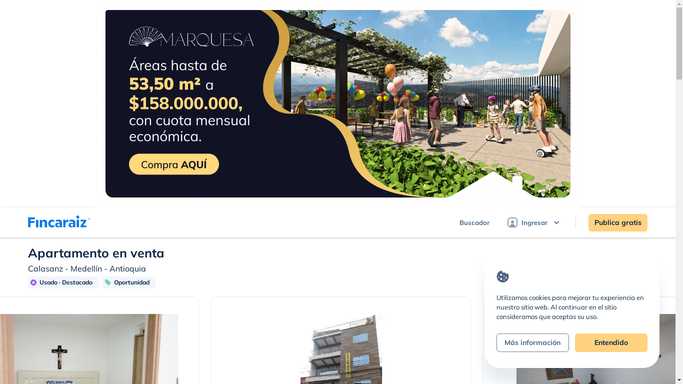 MARQUESA
Áreas hasta de
53,50 m² a
$158.000.000,
con cuota mensual
económica.
Compra AQUÍ
Fincaraiz
Buscador
Ingresar
Publica gratis
Apartamento en venta
Calasanz - Medellín - Antioquia
Usado · Destacado
Oportunidad
Utilizamos cookies para mejorar tu experiencia en
nuestro sitio web. Al continuar en el sitio
consideramos que aceptas su uso.
Más información
Entendido